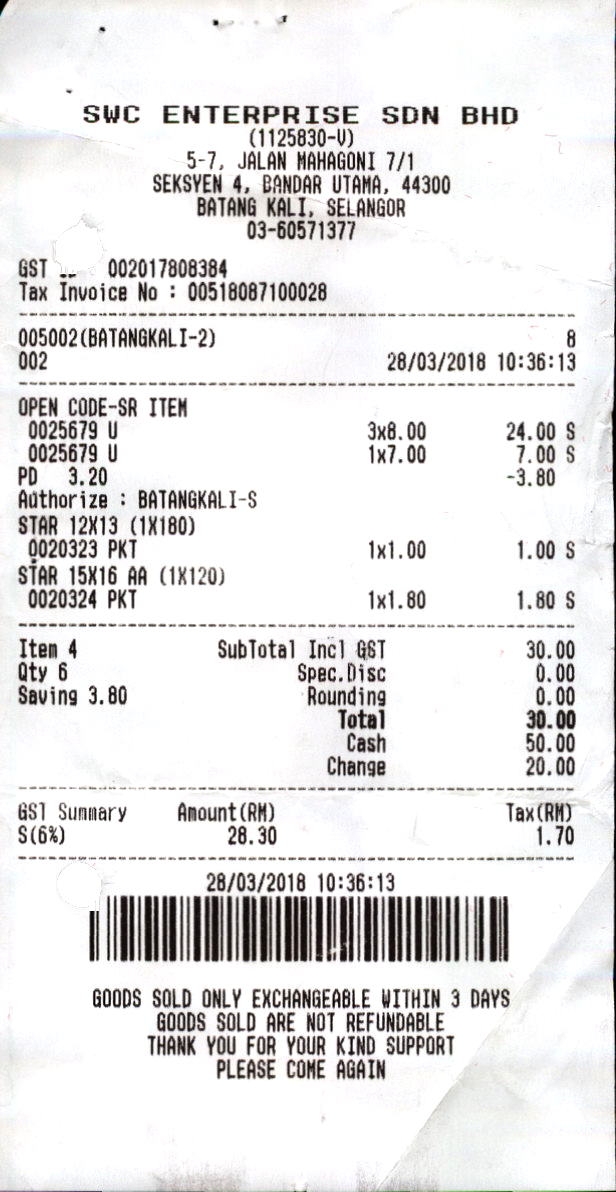 SWC ENTERPRISE SDN BHD
(1125830-V)
5-7, JALAN MAHAGONI 7/1
SEKSYEN 4, BANDAR UTAMA, 44300
BATANG KALI, SELANGOR
03-60571377
GST : 002017808384
Tax Invoice No : 00518087100028
005002(BATANGKALI-2) 8
002 28/03/2018 10:36:13
OPEN CODE-SR ITEM
0025679 U 3x8.00 24.00 S
0025679 U 1x7.00 7.00 S
PD 3.20 -3.80
Authorize : BATANGKALI-S
STAR 12X13 (1X180)
0020323 PKT 1x1.00 1.00 S
STAR 15X16 AA (1X120)
0020324 PKT 1x1.80 1.80 S
Item 4 SubTotal Incl GST 30.00
Qty 6 Spec.Disc 0.00
Saving 3.80 Rounding 0.00
Total 30.00
Cash 50.00
Change 20.00
GST Summary Amount(RM) Tax(RM)
S(6%) 28.30 1.70
28/03/2018 10:36:13
GOODS SOLD ONLY EXCHANGEABLE WITHIN 3 DAYS
GOODS SOLD ARE NOT REFUNDABLE
THANK YOU FOR YOUR KIND SUPPORT
PLEASE COME AGAIN